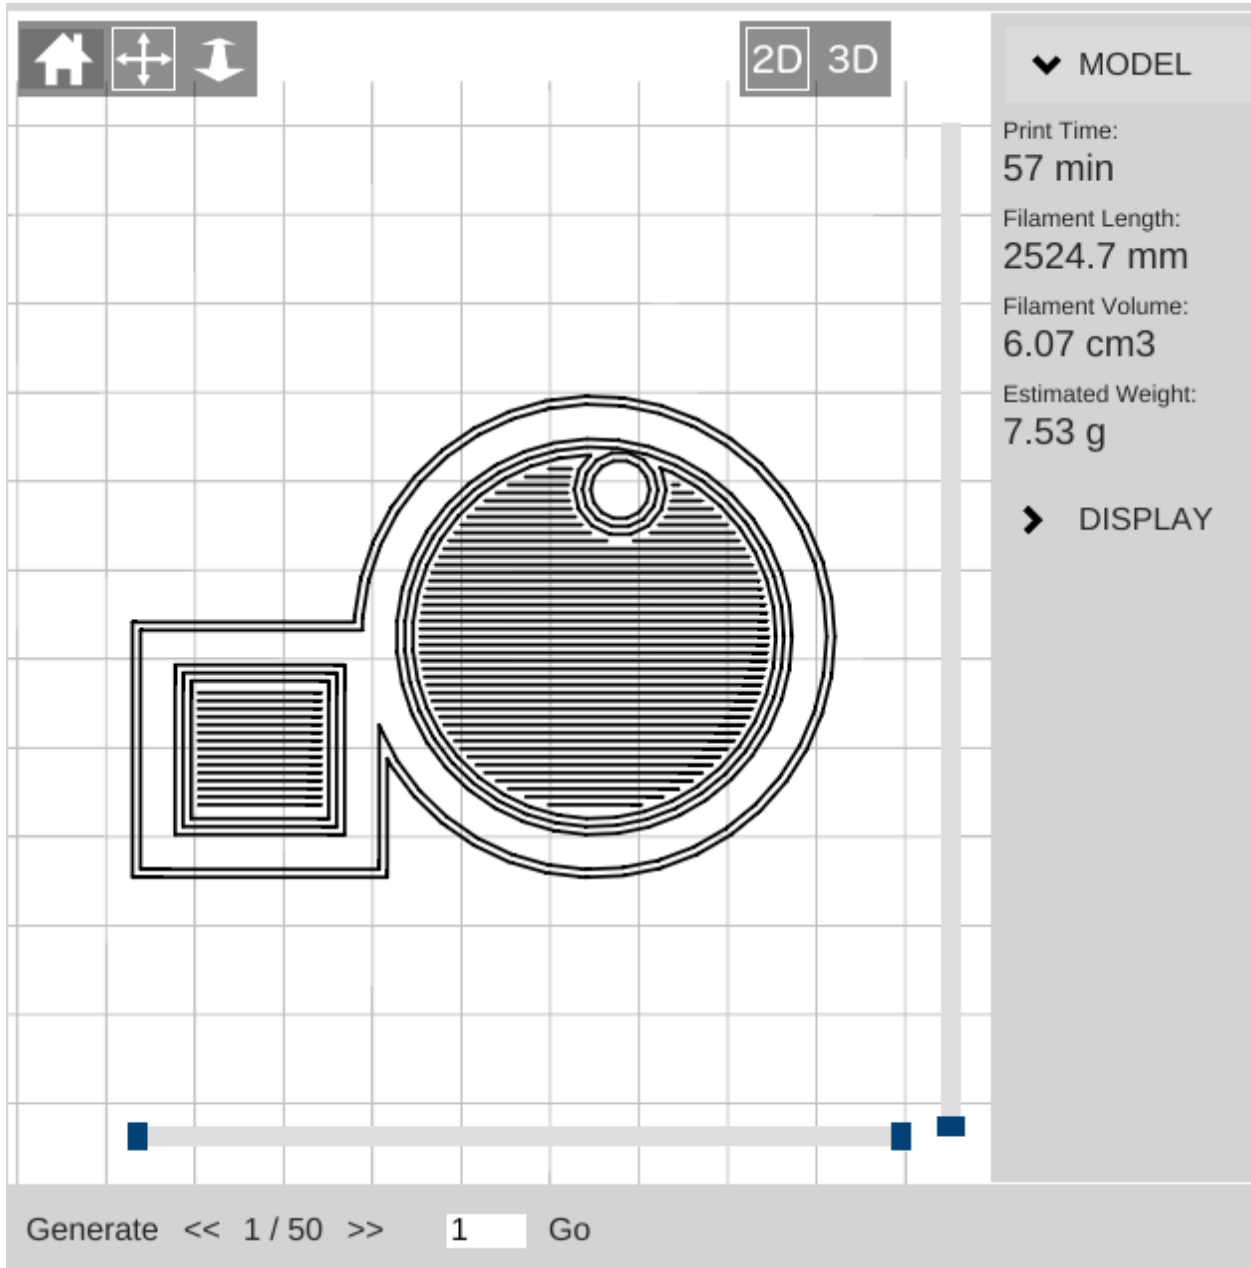 2D 3D
MODEL
Print Time:
57 min
Filament Length:
2524.7 mm
Filament Volume:
6.07 cm3
Estimated Weight:
7.53 g
DISPLAY
Generate << 1 / 50 >> 1 Go